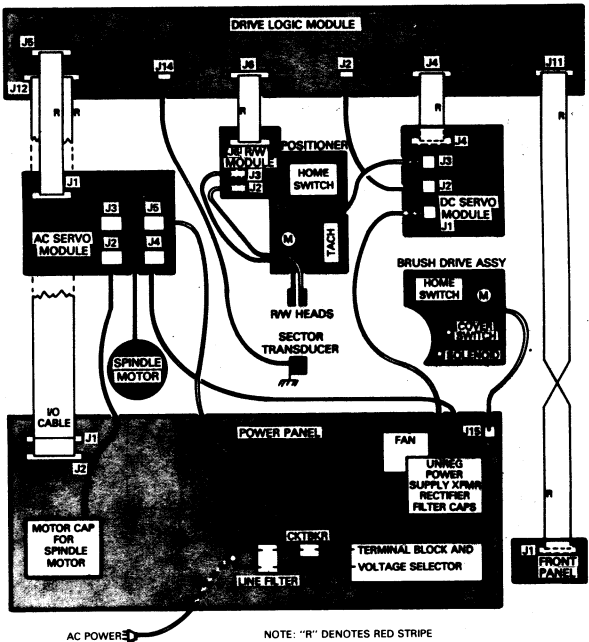 DRIVE LOGIC MODULE
J5
J14
J6
J2
J4
J11
J12
R
R
R
R
R
J5 R/W
MODULE
J3
J2
POSITIONER
HOME
SWITCH
M
TACH
R/W HEADS
J4
J3
J2
DC SERVO
MODULE
J1
J1
J3
J5
AC SERVO
MODULE
J2
J4
SPINDLE
MOTOR
SECTOR
TRANSDUCER
BRUSH DRIVE ASSY
HOME
SWITCH
M
COVER
SWITCH
SOLENOID
I/O
CABLE
J1
J2
POWER PANEL
J15
FAN
UNREG
POWER
SUPPLY XFMR
RECTIFIER
FILTER CAPS
MOTOR CAP
FOR
SPINDLE
MOTOR
CKTBKR
LINE FILTER
TERMINAL BLOCK AND
VOLTAGE SELECTOR
R
J1
FRONT
PANEL
AC POWER
NOTE: "R" DENOTES RED STRIPE